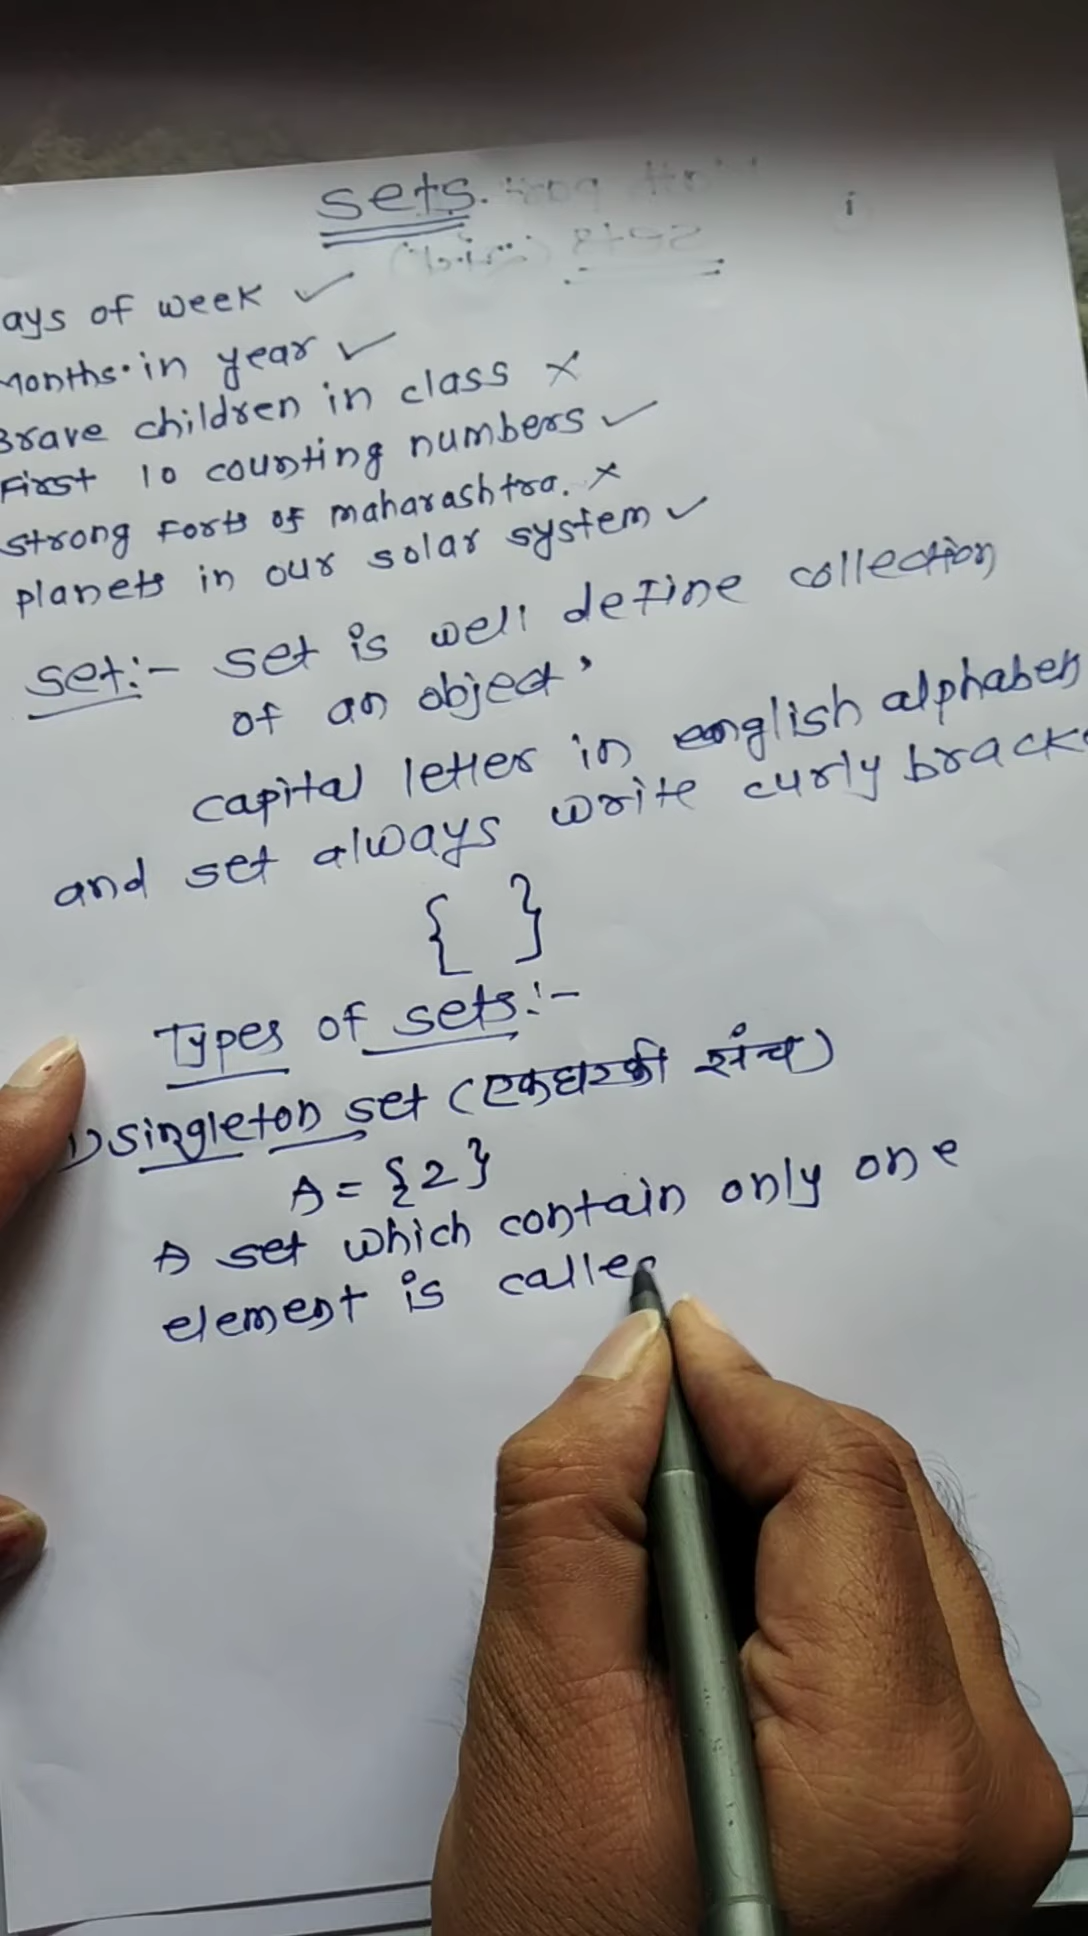 sets.
ays of week
Months. in year
Brave children in class
First 10 counting numbers
strong Forts of maharashtra.
planets in our solar system
set:- set is well define collection
of an object
capital letter in english alphabets
and set always write curly brack
{ }
Types of sets:-
1) singleton set (एकघटकी संच)
A = {2}
A set which contain only one
element is calle